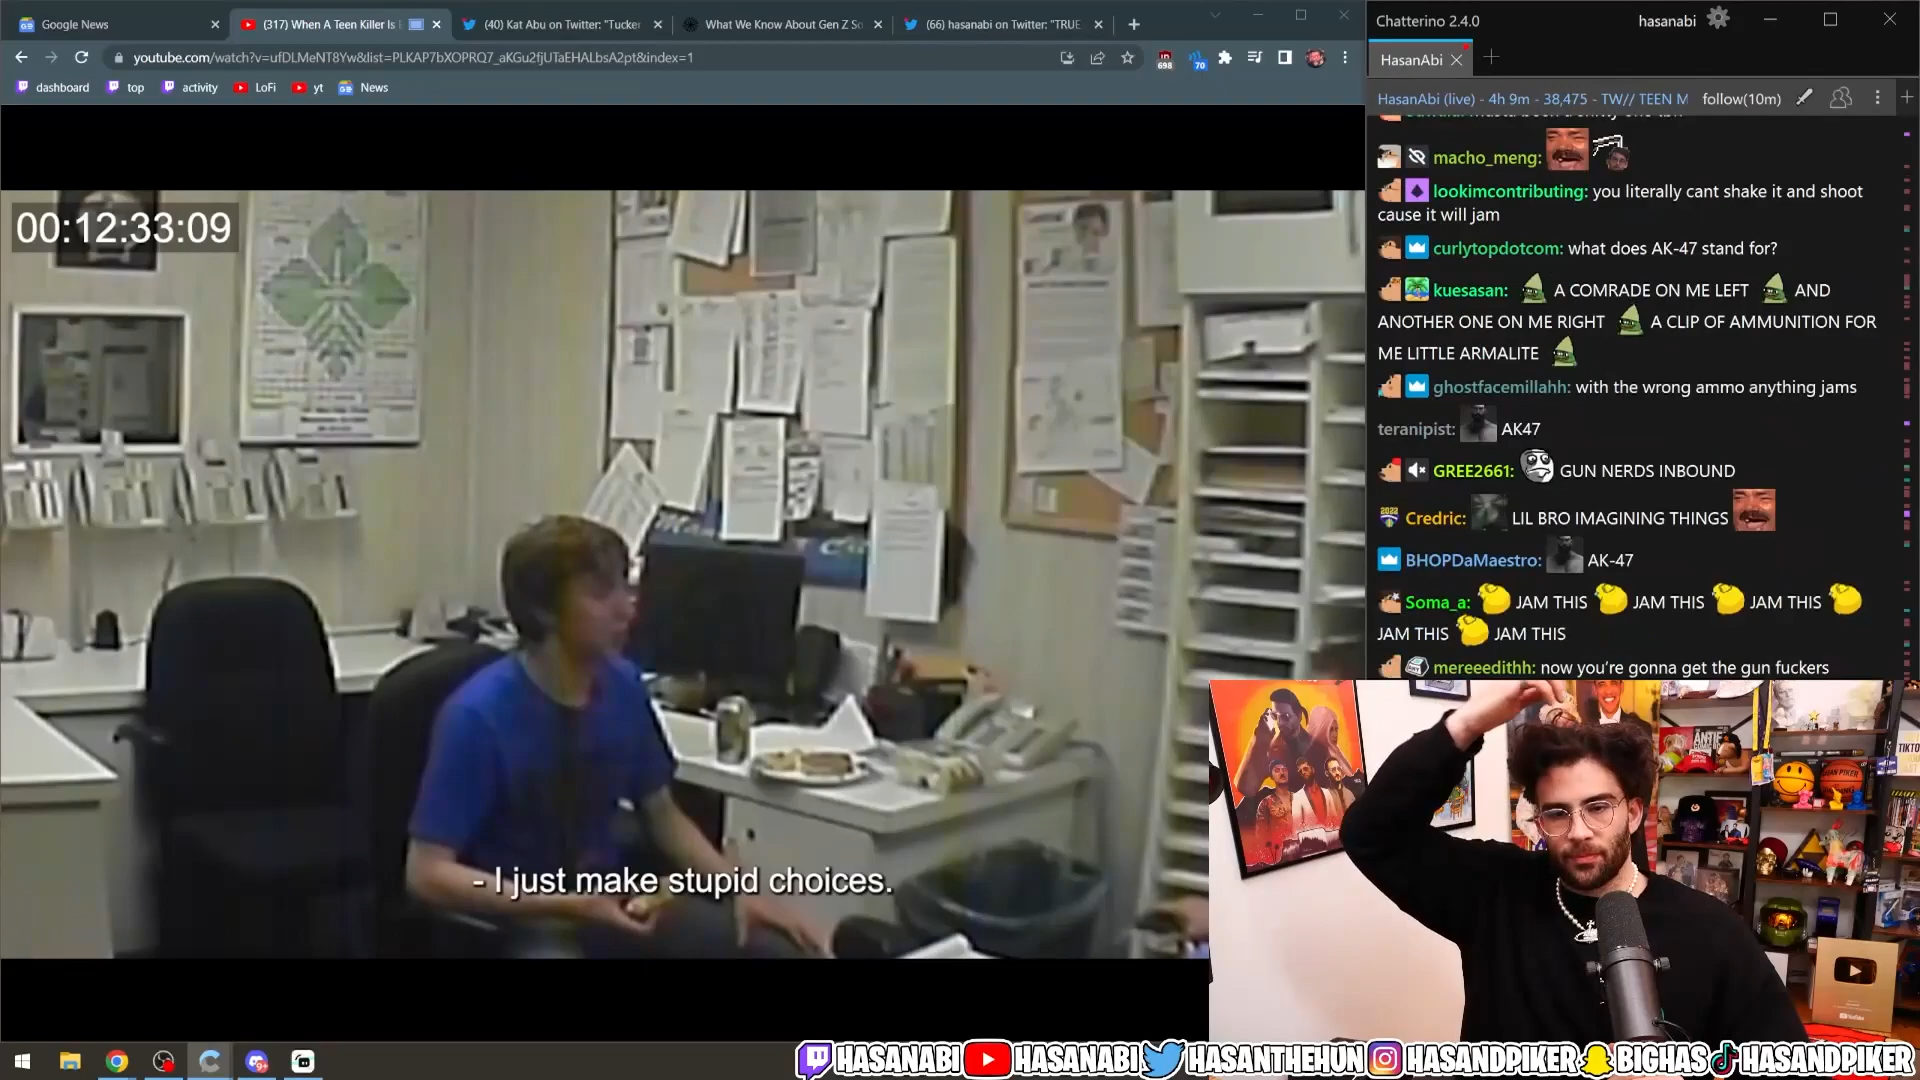 Google News
(317) When A Teen Killer Is
(40) Kat Abu on Twitter: "Tucker
What We Know About Gen Z So
(66) hasanabi on Twitter: "TRUE
youtube.com/watch?v=ufDLMeNT8Yw&list=PLKAP7bXOPRQ7_aKGu2fjUTaEHALbsA2pt&index=1
698
70
dashboard
top
activity
LoFi
yt
News
00:12:33:09
- I just make stupid choices.
Chatterino 2.4.0
hasanabi
HasanAbi
HasanAbi (live) - 4h 9m - 38,475 - TW// TEEN M
follow(10m)
macho_meng:
lookimcontributing: you literally cant shake it and shoot
cause it will jam
curlytopdotcom: what does AK-47 stand for?
kuesasan: A COMRADE ON ME LEFT AND
ANOTHER ONE ON ME RIGHT A CLIP OF AMMUNITION FOR
ME LITTLE ARMALITE
ghostfacemillahh: with the wrong ammo anything jams
teranipist: AK47
GREE2661: GUN NERDS INBOUND
Credric: LIL BRO IMAGINING THINGS
BHOPDaMaestro: AK-47
Soma_a: JAM THIS JAM THIS JAM THIS
JAM THIS JAM THIS
mereeedithh: now you're gonna get the gun fuckers
HASANABI HASANABI HASANTHEHUN HASANDPIKER BIGHAS HASANDPIKER